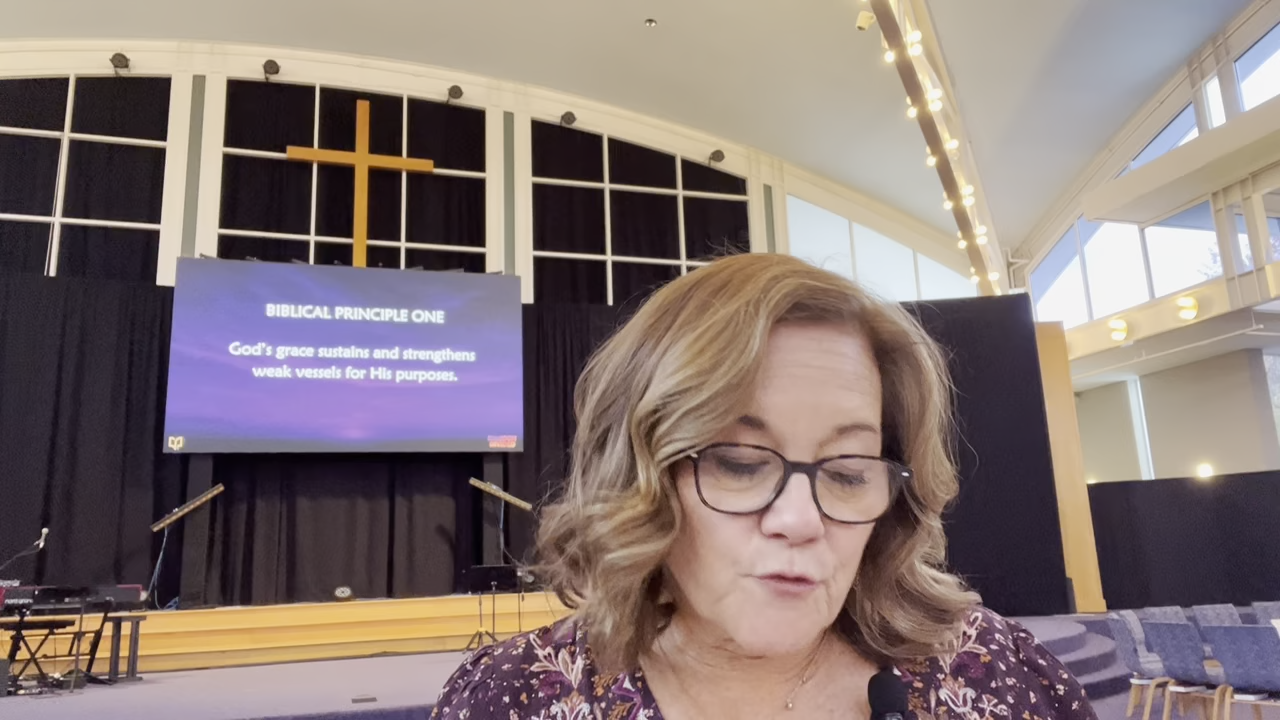 BIBLICAL PRINCIPLE ONE
God's grace sustains and strengthens
weak vessels for His purposes.